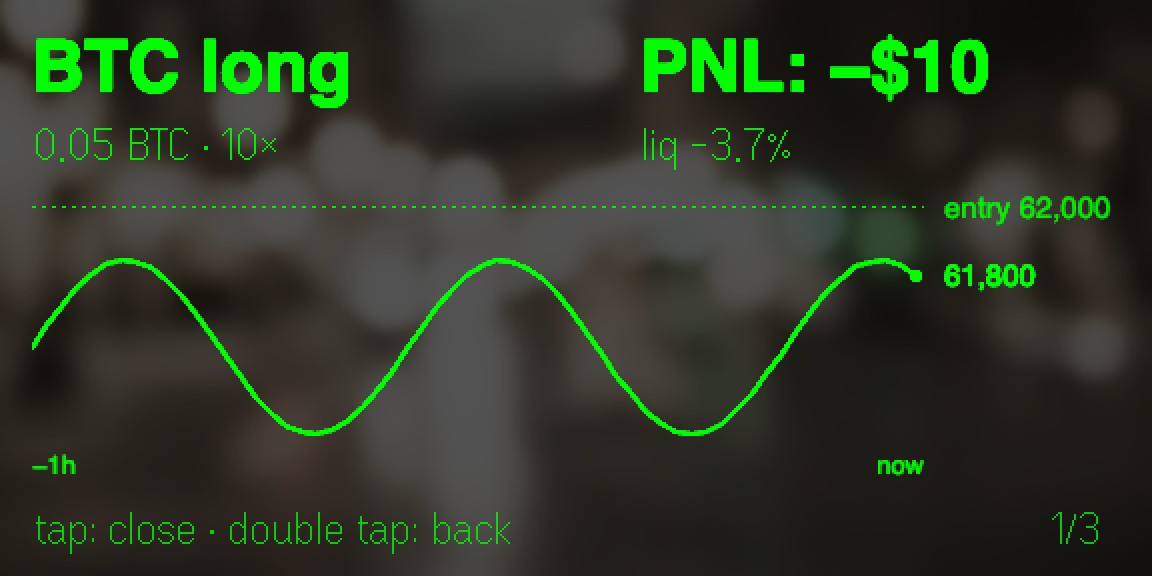 BTC long
PNL: –$10
0.05 BTC · 10×
liq -3.7%
entry 62,000
61,800
–1h
now
tap: close · double tap: back
1/3